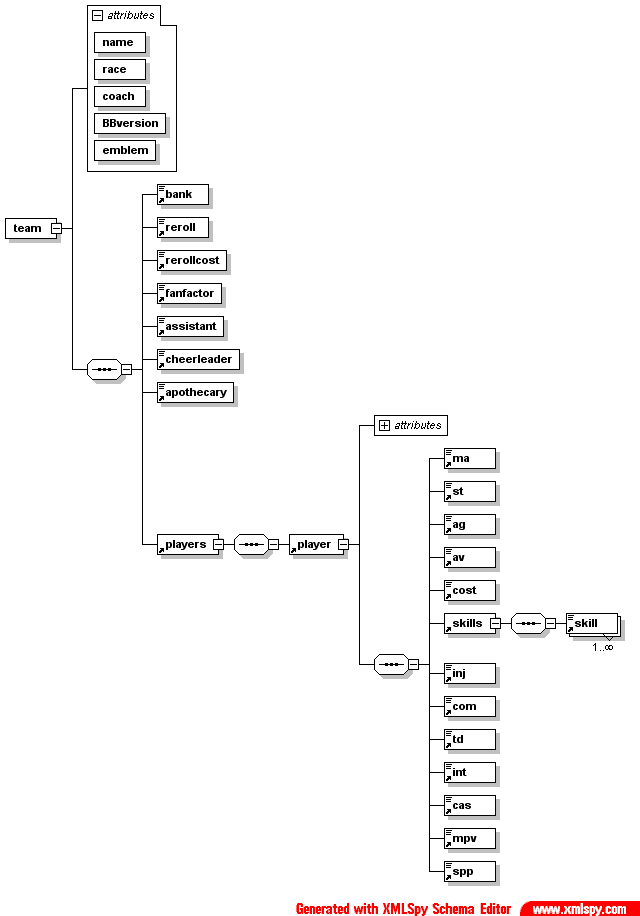 attributes
name
race
coach
BBversion
emblem
team
bank
reroll
rerollcost
fanfactor
assistant
cheerleader
apothecary
players
player
attributes
ma
st
ag
av
cost
skills
skill
1..∞
inj
com
td
int
cas
mpv
spp
Generated with XMLSpy Schema Editor www.xmlspy.com